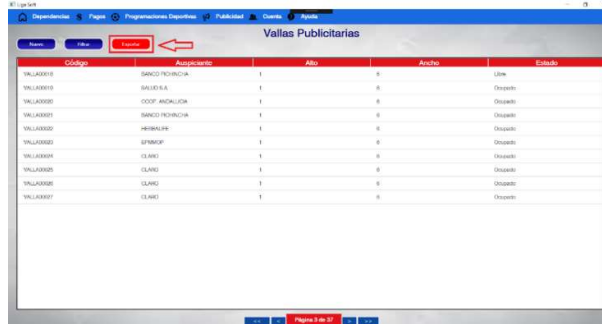 Liga Soft
Dependencias $ Pagos Programaciones Deportivas Publicidad Cuenta Ayuda
Vallas Publicitarias
Nuevo Filtrar Exportar
Código Auspiciante Alto Ancho Estado
VALLA00018 BANCO PICHINCHA 1 6 Libre
VALLA00019 SALUD S.A. 1 6 Ocupado
VALLA00020 COOP. ANDALUCIA 1 6 Ocupado
VALLA00021 BANCO PICHINCHA 1 6 Ocupado
VALLA00022 HERBALIFE 1 6 Ocupado
VALLA00023 EPMMOP 1 6 Ocupado
VALLA00024 CLARO 1 6 Ocupado
VALLA00025 CLARO 1 6 Ocupado
VALLA00026 CLARO 1 6 Ocupado
VALLA00027 CLARO 1 6 Ocupado
<< < Página 3 de 37 > >>